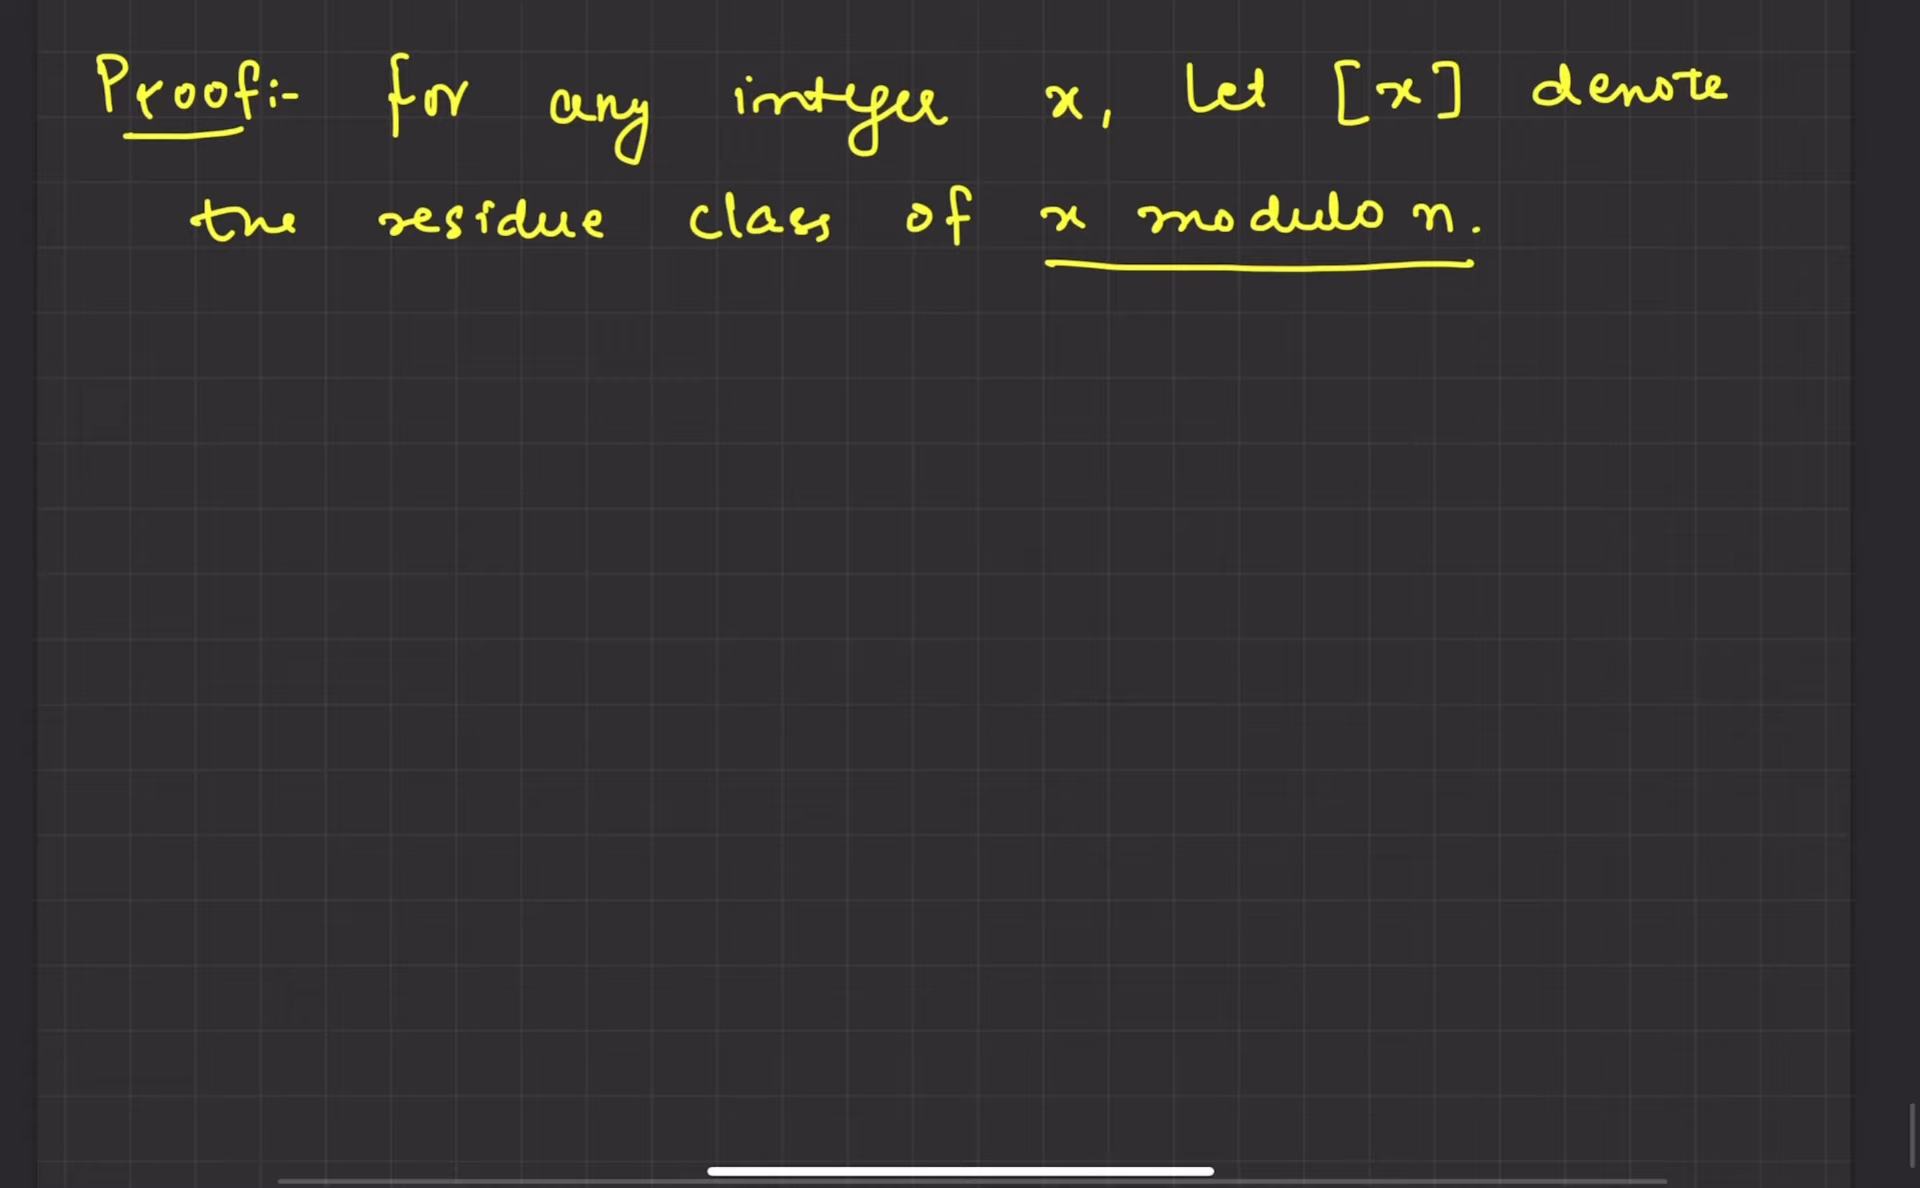 Proof:- for any integer x, let [x] denote
the residue class of x modulo n.